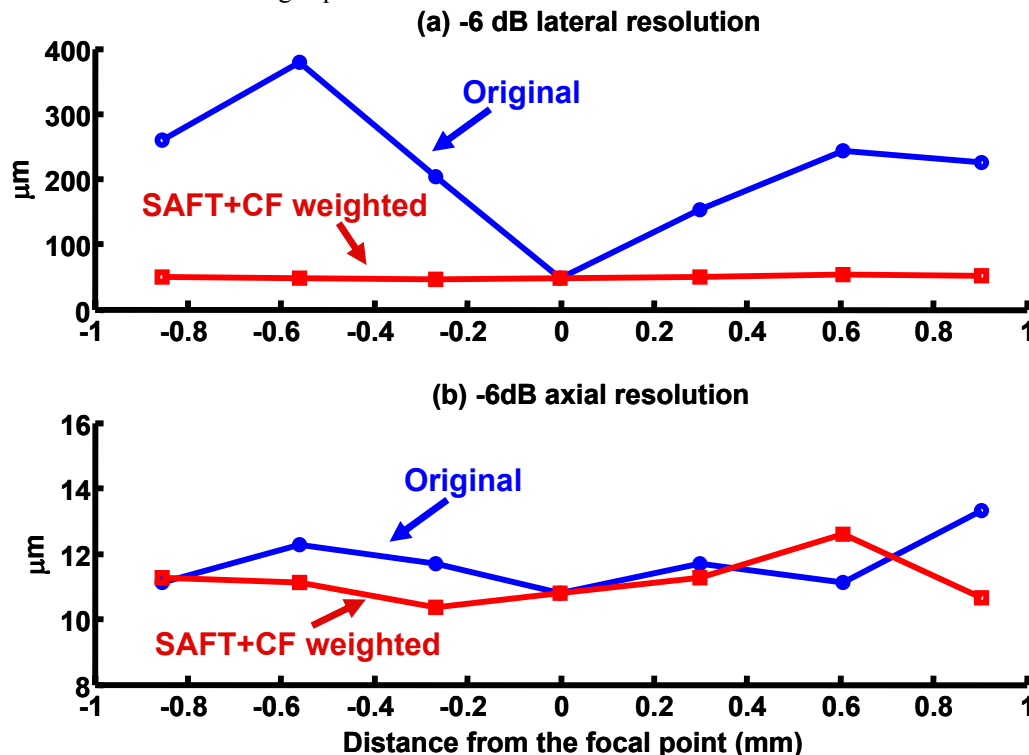 (a) -6 dB lateral resolution
400
300
200
100
0
μm
Original
SAFT+CF weighted
-1 -0.8 -0.6 -0.4 -0.2 0 0.2 0.4 0.6 0.8 1
(b) -6dB axial resolution
16
14
12
10
8
μm
Original
SAFT+CF weighted
-1 -0.8 -0.6 -0.4 -0.2 0 0.2 0.4 0.6 0.8 1
Distance from the focal point (mm)